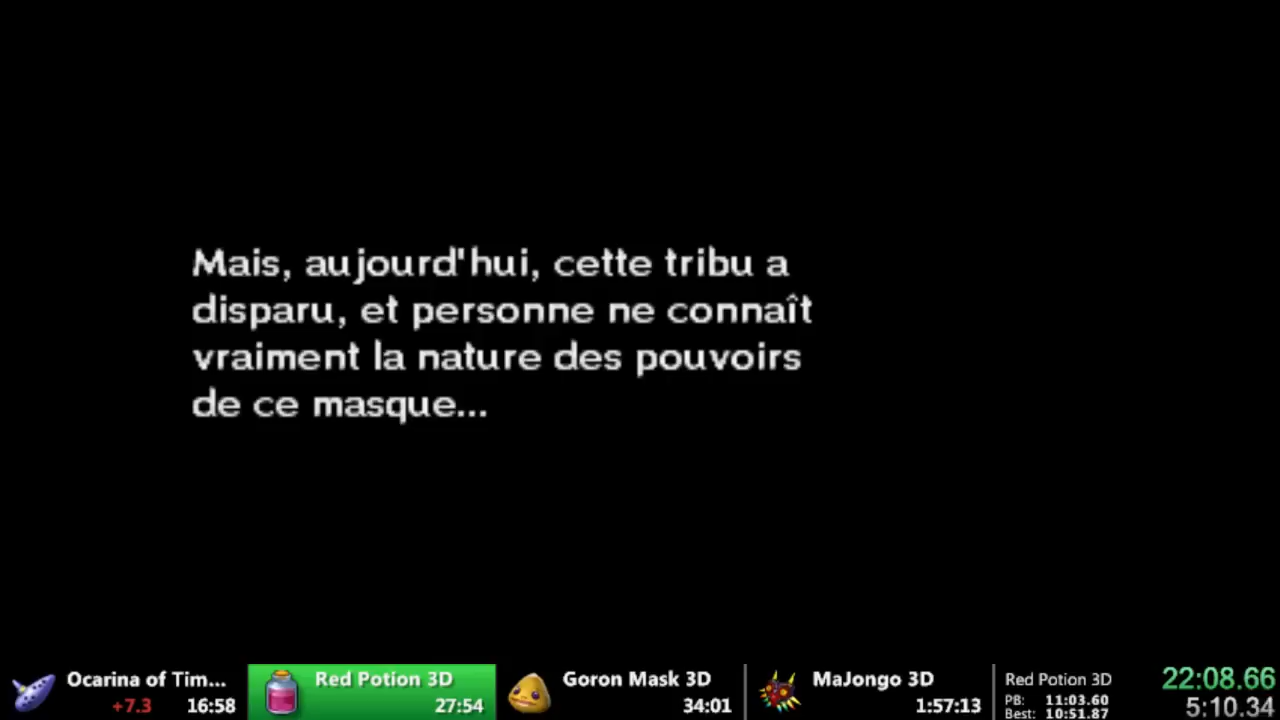 Mais, aujourd'hui, cette tribu a
disparu, et personne ne connaît
vraiment la nature des pouvoirs
de ce masque...
Ocarina of Tim...
+7.3 16:58
Red Potion 3D
27:54
Goron Mask 3D
34:01
MaJongo 3D
1:57:13
Red Potion 3D
PB: 11:03.60
Best: 10:51.87
22:08.66
5:10.34